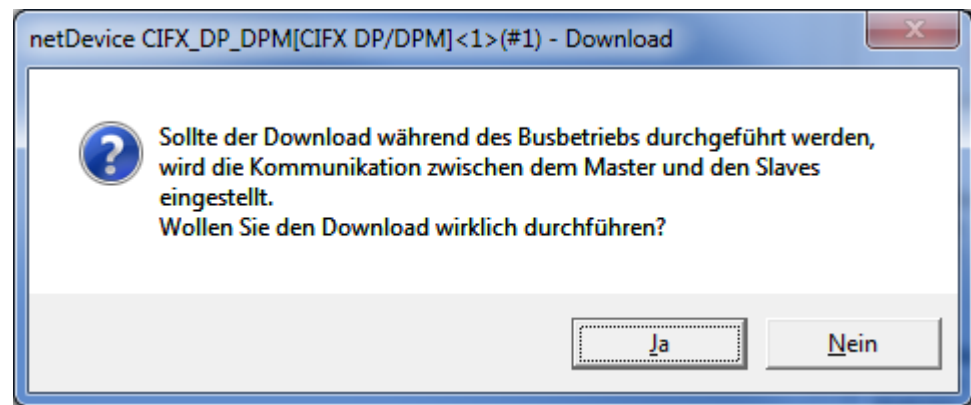 netDevice CIFX_DP_DPM[CIFX DP/DPM]<1>(#1) - Download
Sollte der Download während des Busbetriebs durchgeführt werden,
wird die Kommunikation zwischen dem Master und den Slaves
eingestellt.
Wollen Sie den Download wirklich durchführen?
Ja
Nein